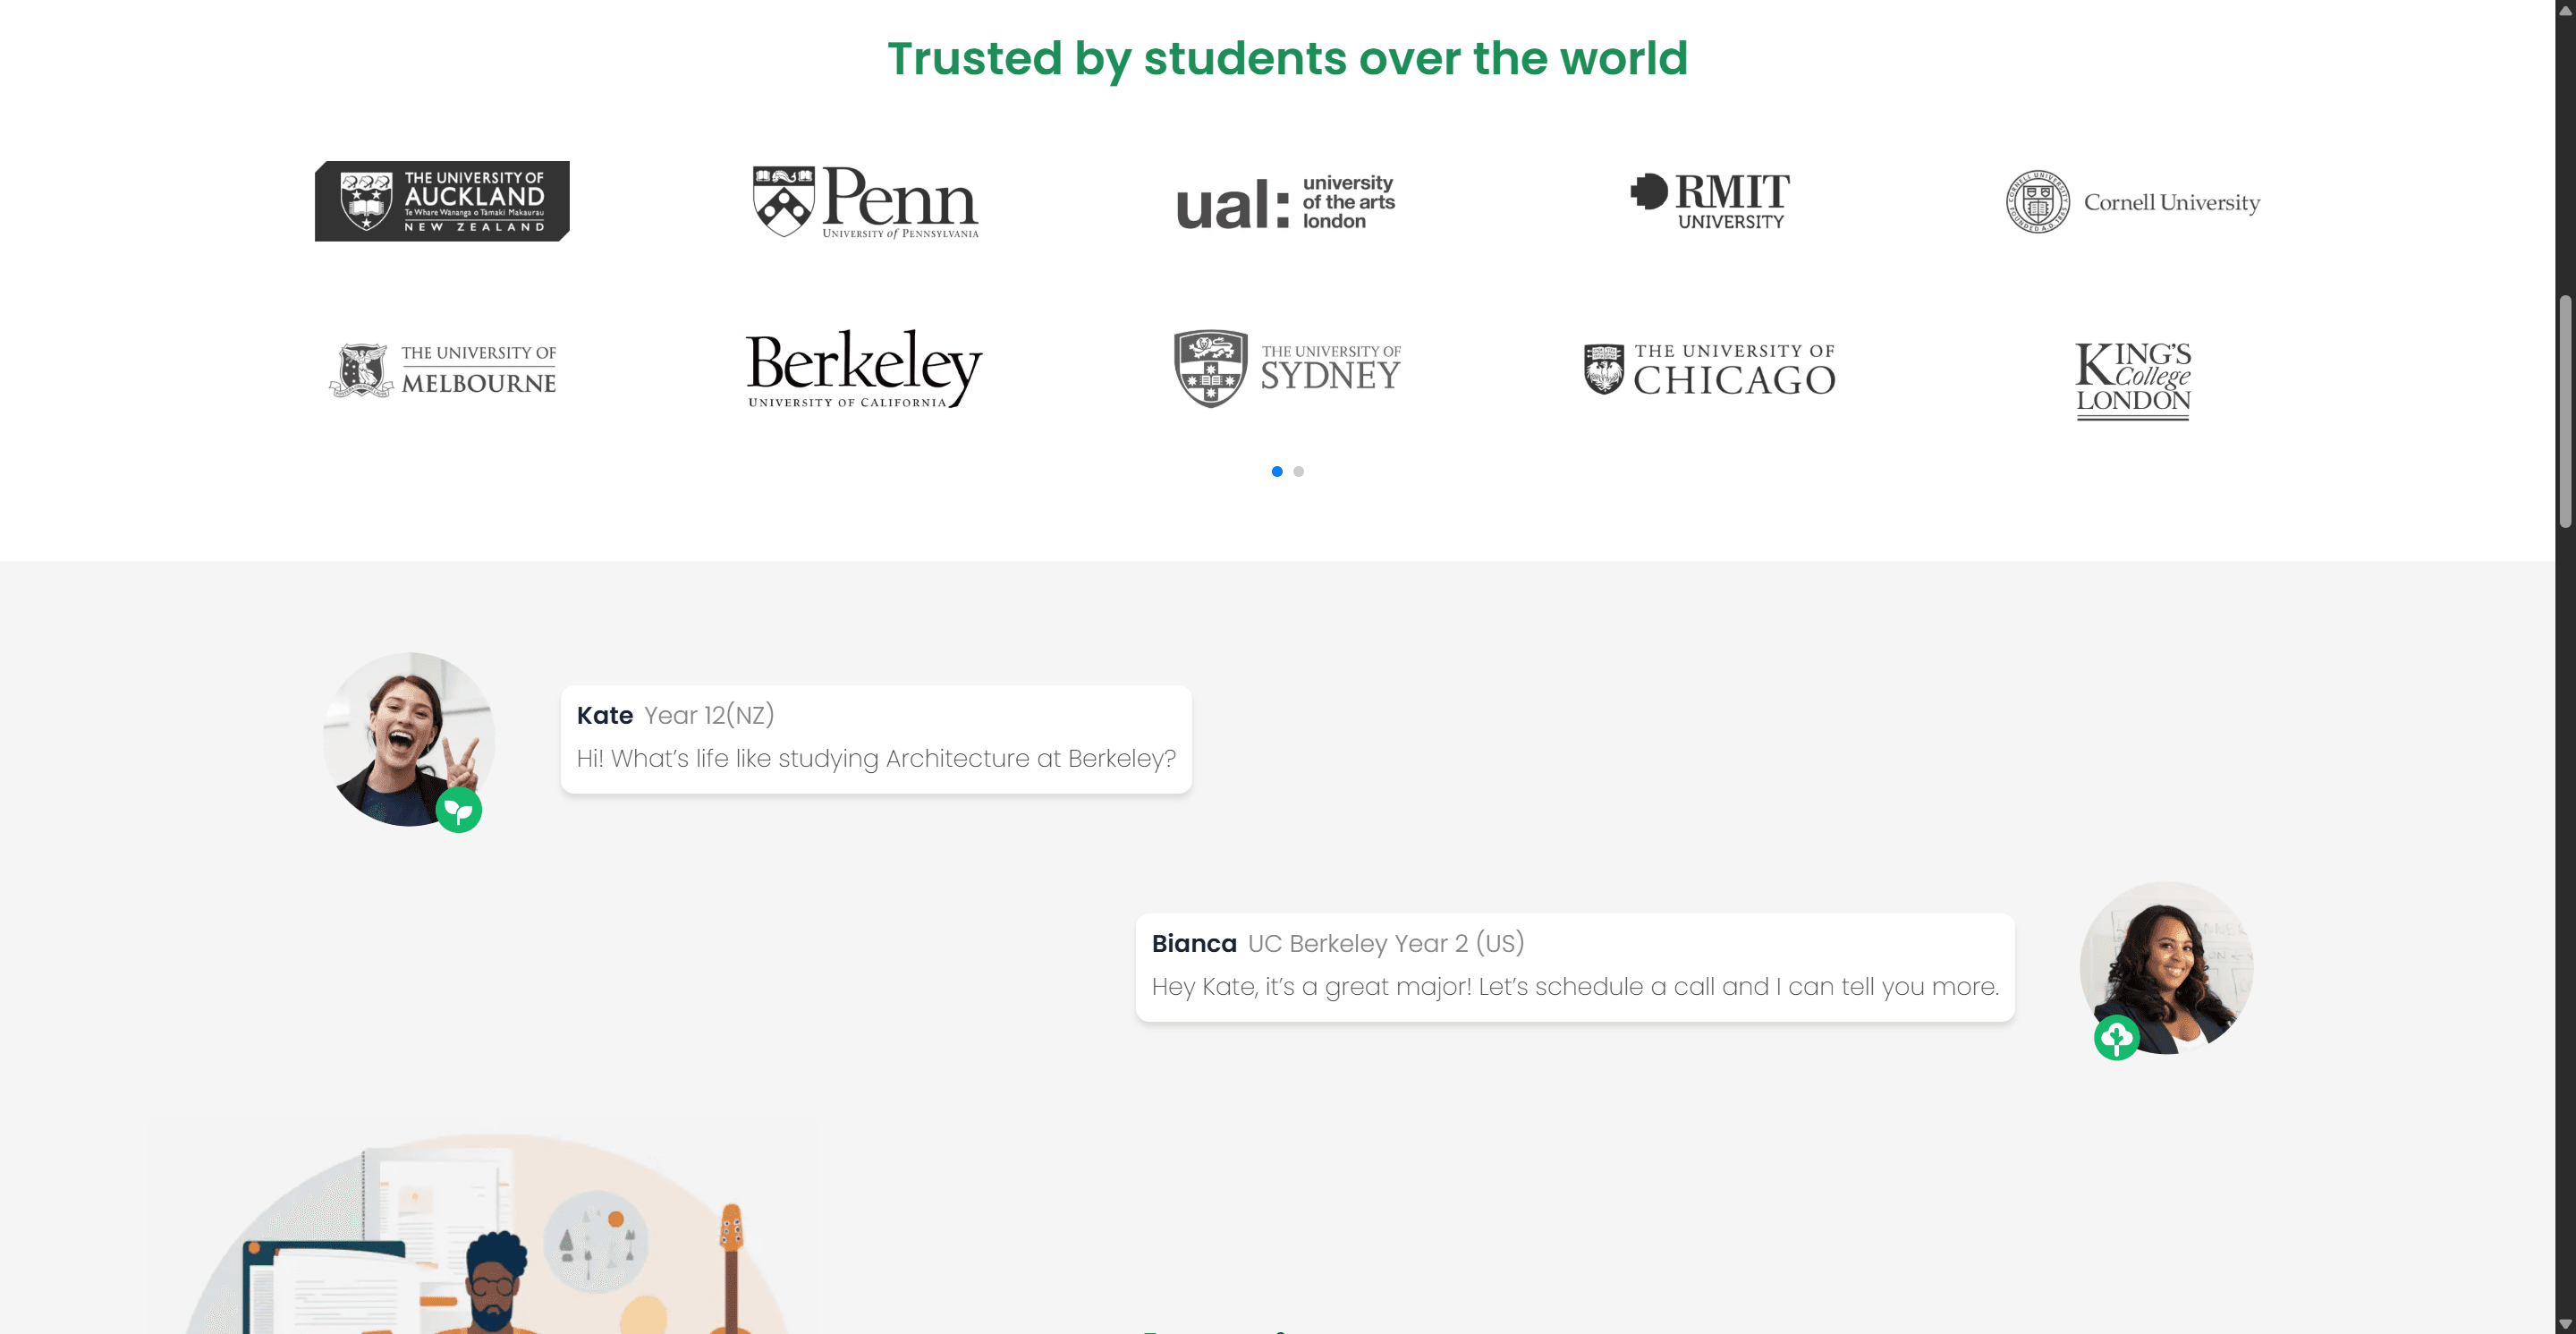 Trusted by students over the world
THE UNIVERSITY OF
AUCKLAND
Te Whare Wananga o Tamaki Makaurau
NEW ZEALAND
Penn
UNIVERSITY of PENNSYLVANIA
ual:
university
of the arts
london
RMIT
UNIVERSITY
Cornell University
THE UNIVERSITY OF
MELBOURNE
Berkeley
UNIVERSITY OF CALIFORNIA
THE UNIVERSITY OF
SYDNEY
THE UNIVERSITY OF
CHICAGO
KING'S
College
LONDON
Kate Year 12(NZ)
Hi! What’s life like studying Architecture at Berkeley?
Bianca UC Berkeley Year 2 (US)
Hey Kate, it’s a great major! Let’s schedule a call and I can tell you more.